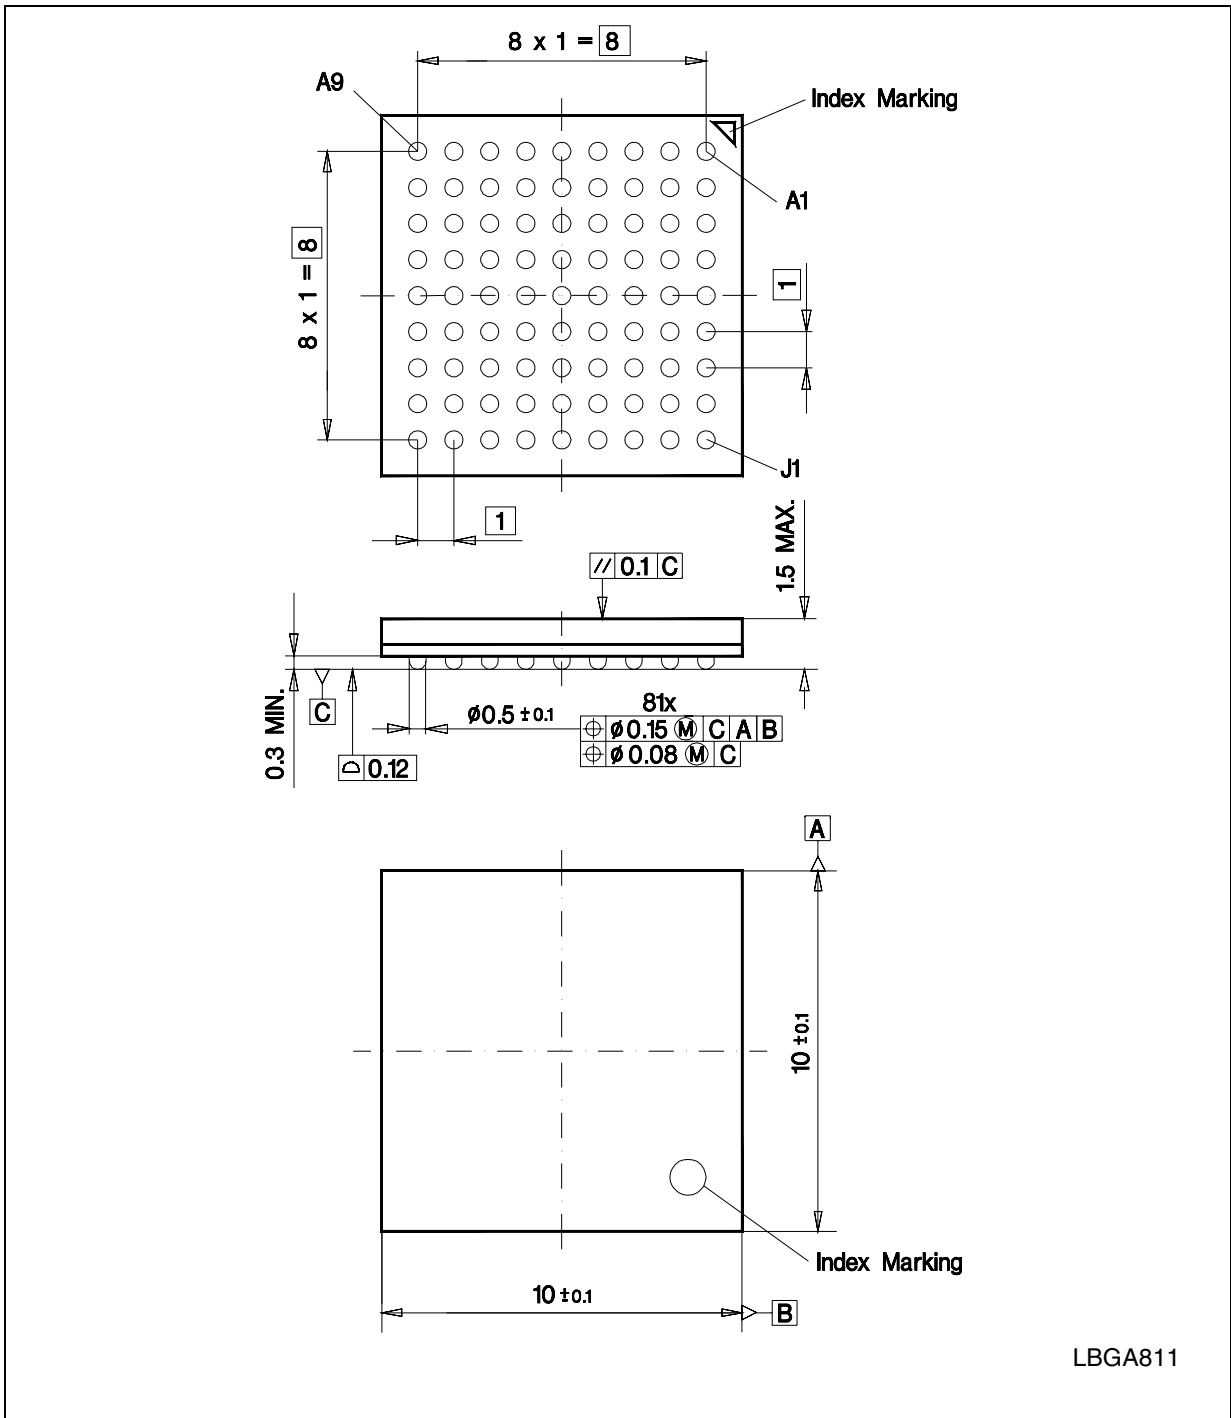 8 x 1 = 8
A9
Index Marking
A1
8 x 1 = 8
1
J1
1
1.5 MAX.
// 0.1 C
0.3 MIN.
C
ø0.5 ±0.1
81x
⌖ ø0.15 Ⓜ C A B
⌖ ø0.08 Ⓜ C
⌓ 0.12
A
10 ±0.1
Index Marking
10 ±0.1
B
LBGA811